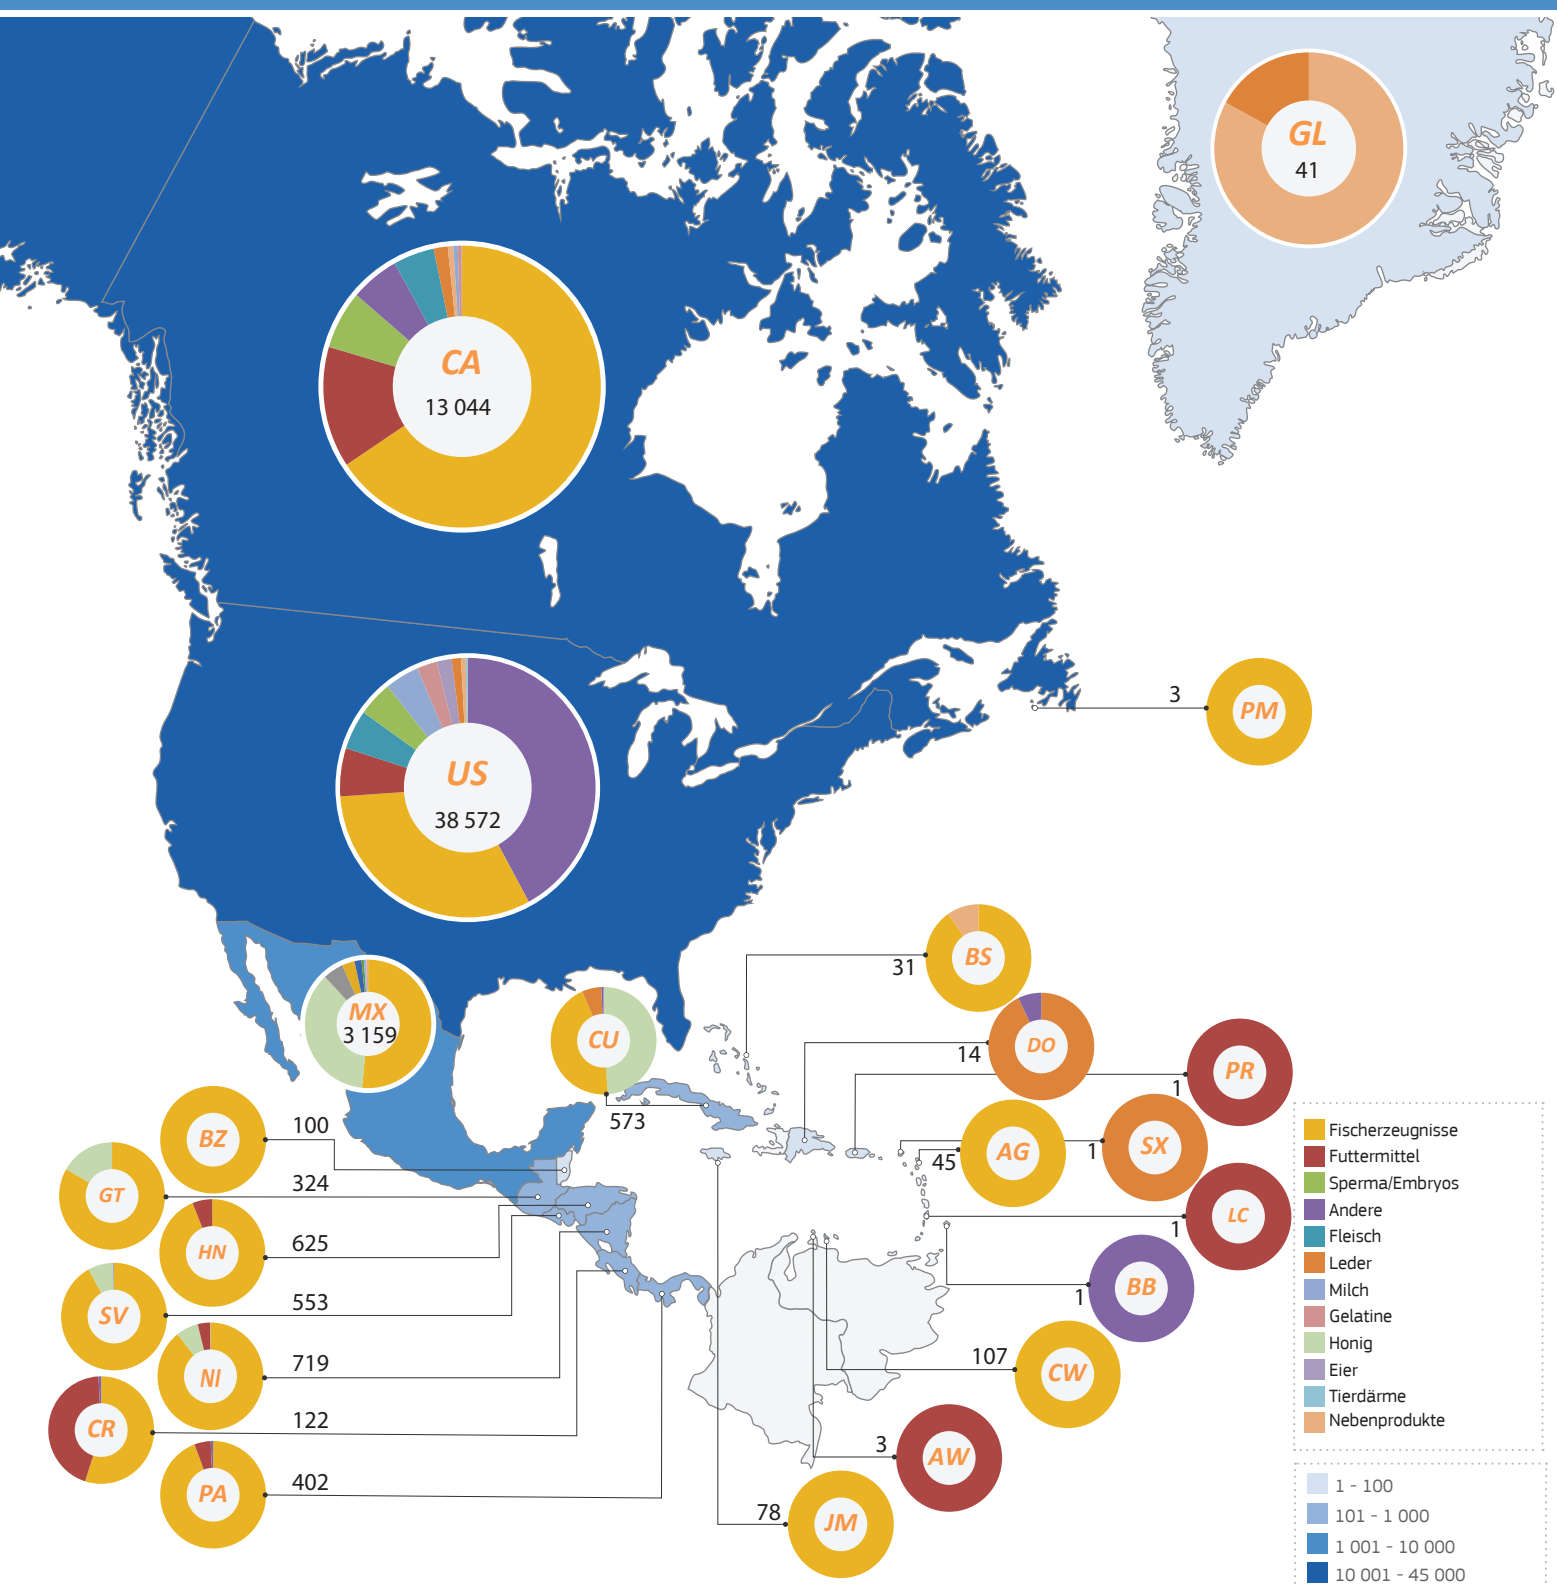 GL
41
CA
13 044
US
38 572
3
PM
MX
3 159
CU
573
31
BS
14
DO
1
PR
45
AG
1
SX
1
LC
1
BB
107
CW
3
AW
78
JM
BZ
100
GT
324
HN
625
SV
553
NI
719
CR
122
PA
402
Fischerzeugnisse
Futtermittel
Sperma/Embryos
Andere
Fleisch
Leder
Milch
Gelatine
Honig
Eier
Tierdärme
Nebenprodukte
1 - 100
101 - 1 000
1 001 - 10 000
10 001 - 45 000